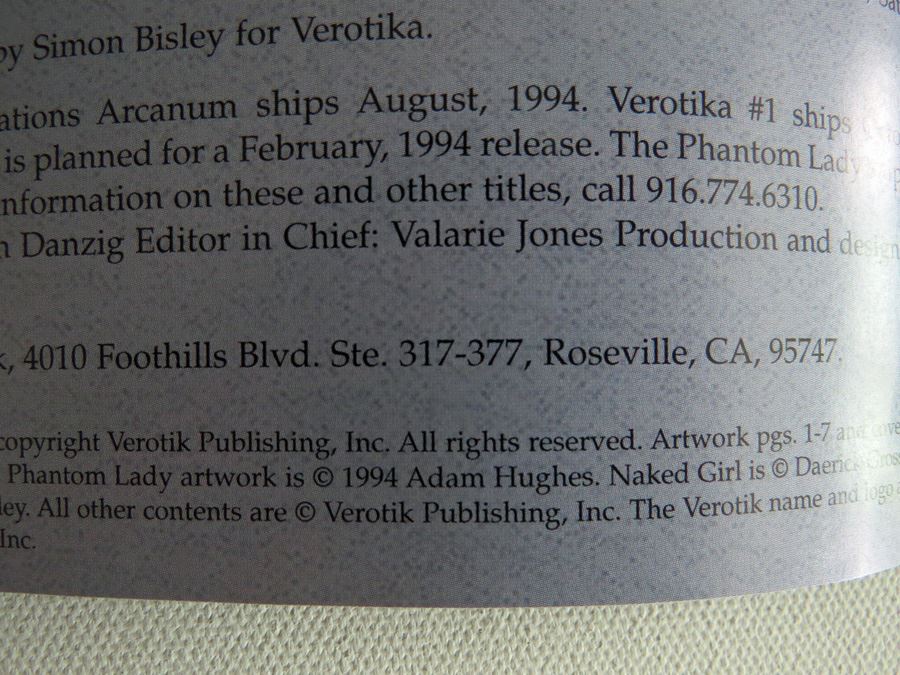 by Simon Bisley for Verotika.
ations Arcanum ships August, 1994. Verotika #1 ships
is planned for a February, 1994 release. The Phantom Lady
nformation on these and other titles, call 916.774.6310.
n Danzig Editor in Chief: Valarie Jones Production and design
k, 4010 Foothills Blvd. Ste. 317-377, Roseville, CA, 95747.
copyright Verotik Publishing, Inc. All rights reserved. Artwork pgs. 1-7 and cove
Phantom Lady artwork is © 1994 Adam Hughes. Naked Girl is © Daerick Gross
ley. All other contents are © Verotik Publishing, Inc. The Verotik name and logo a
Inc.